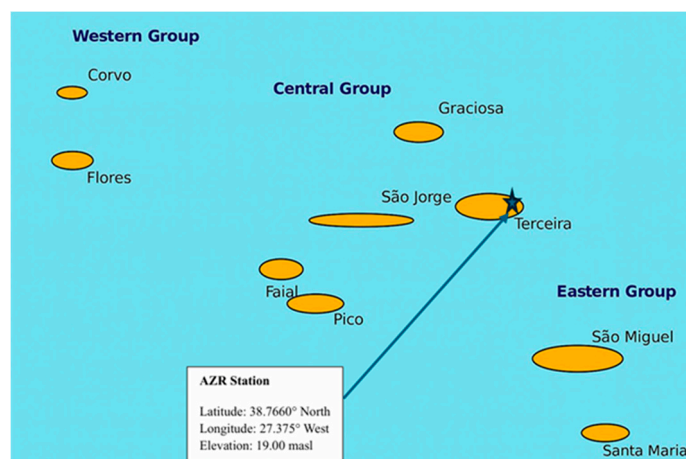 Western Group
Corvo
Central Group
Graciosa
Flores
São Jorge
Terceira
Faial
Pico
Eastern Group
São Miguel
AZR Station
Latitude: 38.7660° North
Longitude: 27.375° West
Elevation: 19.00 masl
Santa Maria